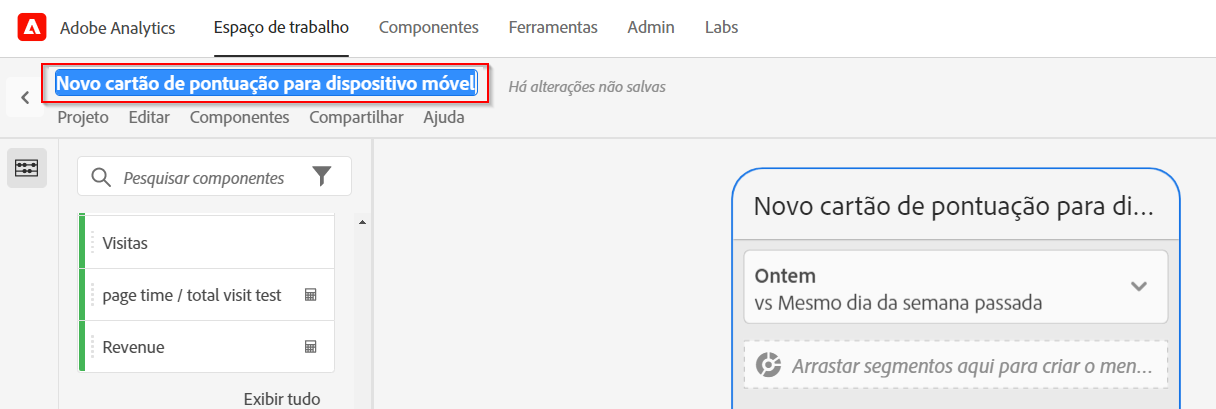 Adobe Analytics Espaço de trabalho Componentes Ferramentas Admin Labs
Novo cartão de pontuação para dispositivo móvel Há alterações não salvas
Projeto Editar Componentes Compartilhar Ajuda
Pesquisar componentes
Visitas
page time / total visit test
Revenue
Exibir tudo
Novo cartão de pontuação para di...
Ontem
vs Mesmo dia da semana passada
Arrastar segmentos aqui para criar o men...